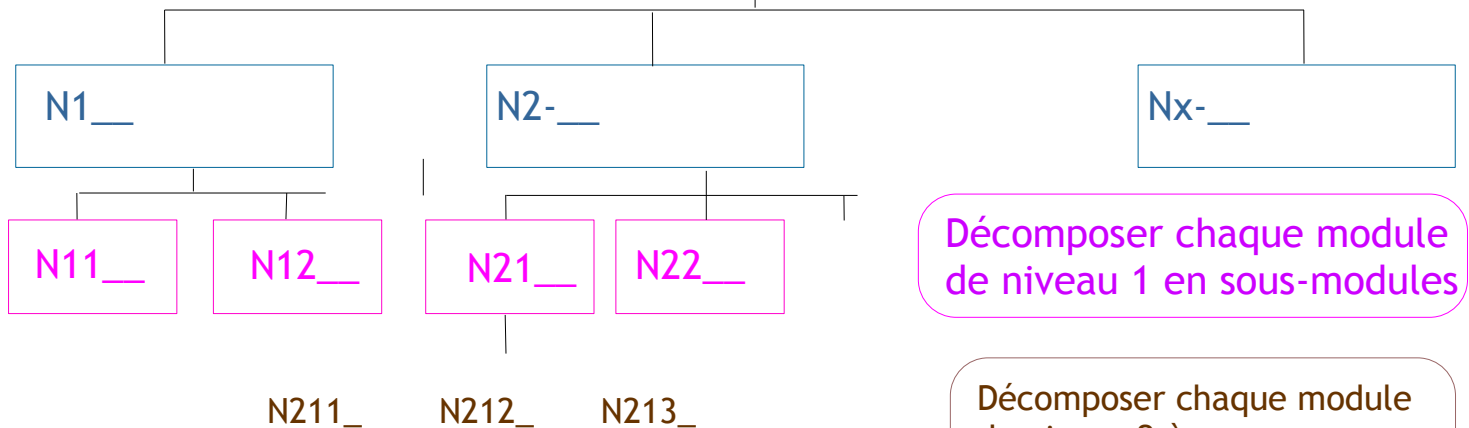 N1__
N2-__
Nx-__
N11__
N12__
N21__
N22__
Décomposer chaque module
de niveau 1 en sous-modules
N211_
N212_
N213_
Décomposer chaque module